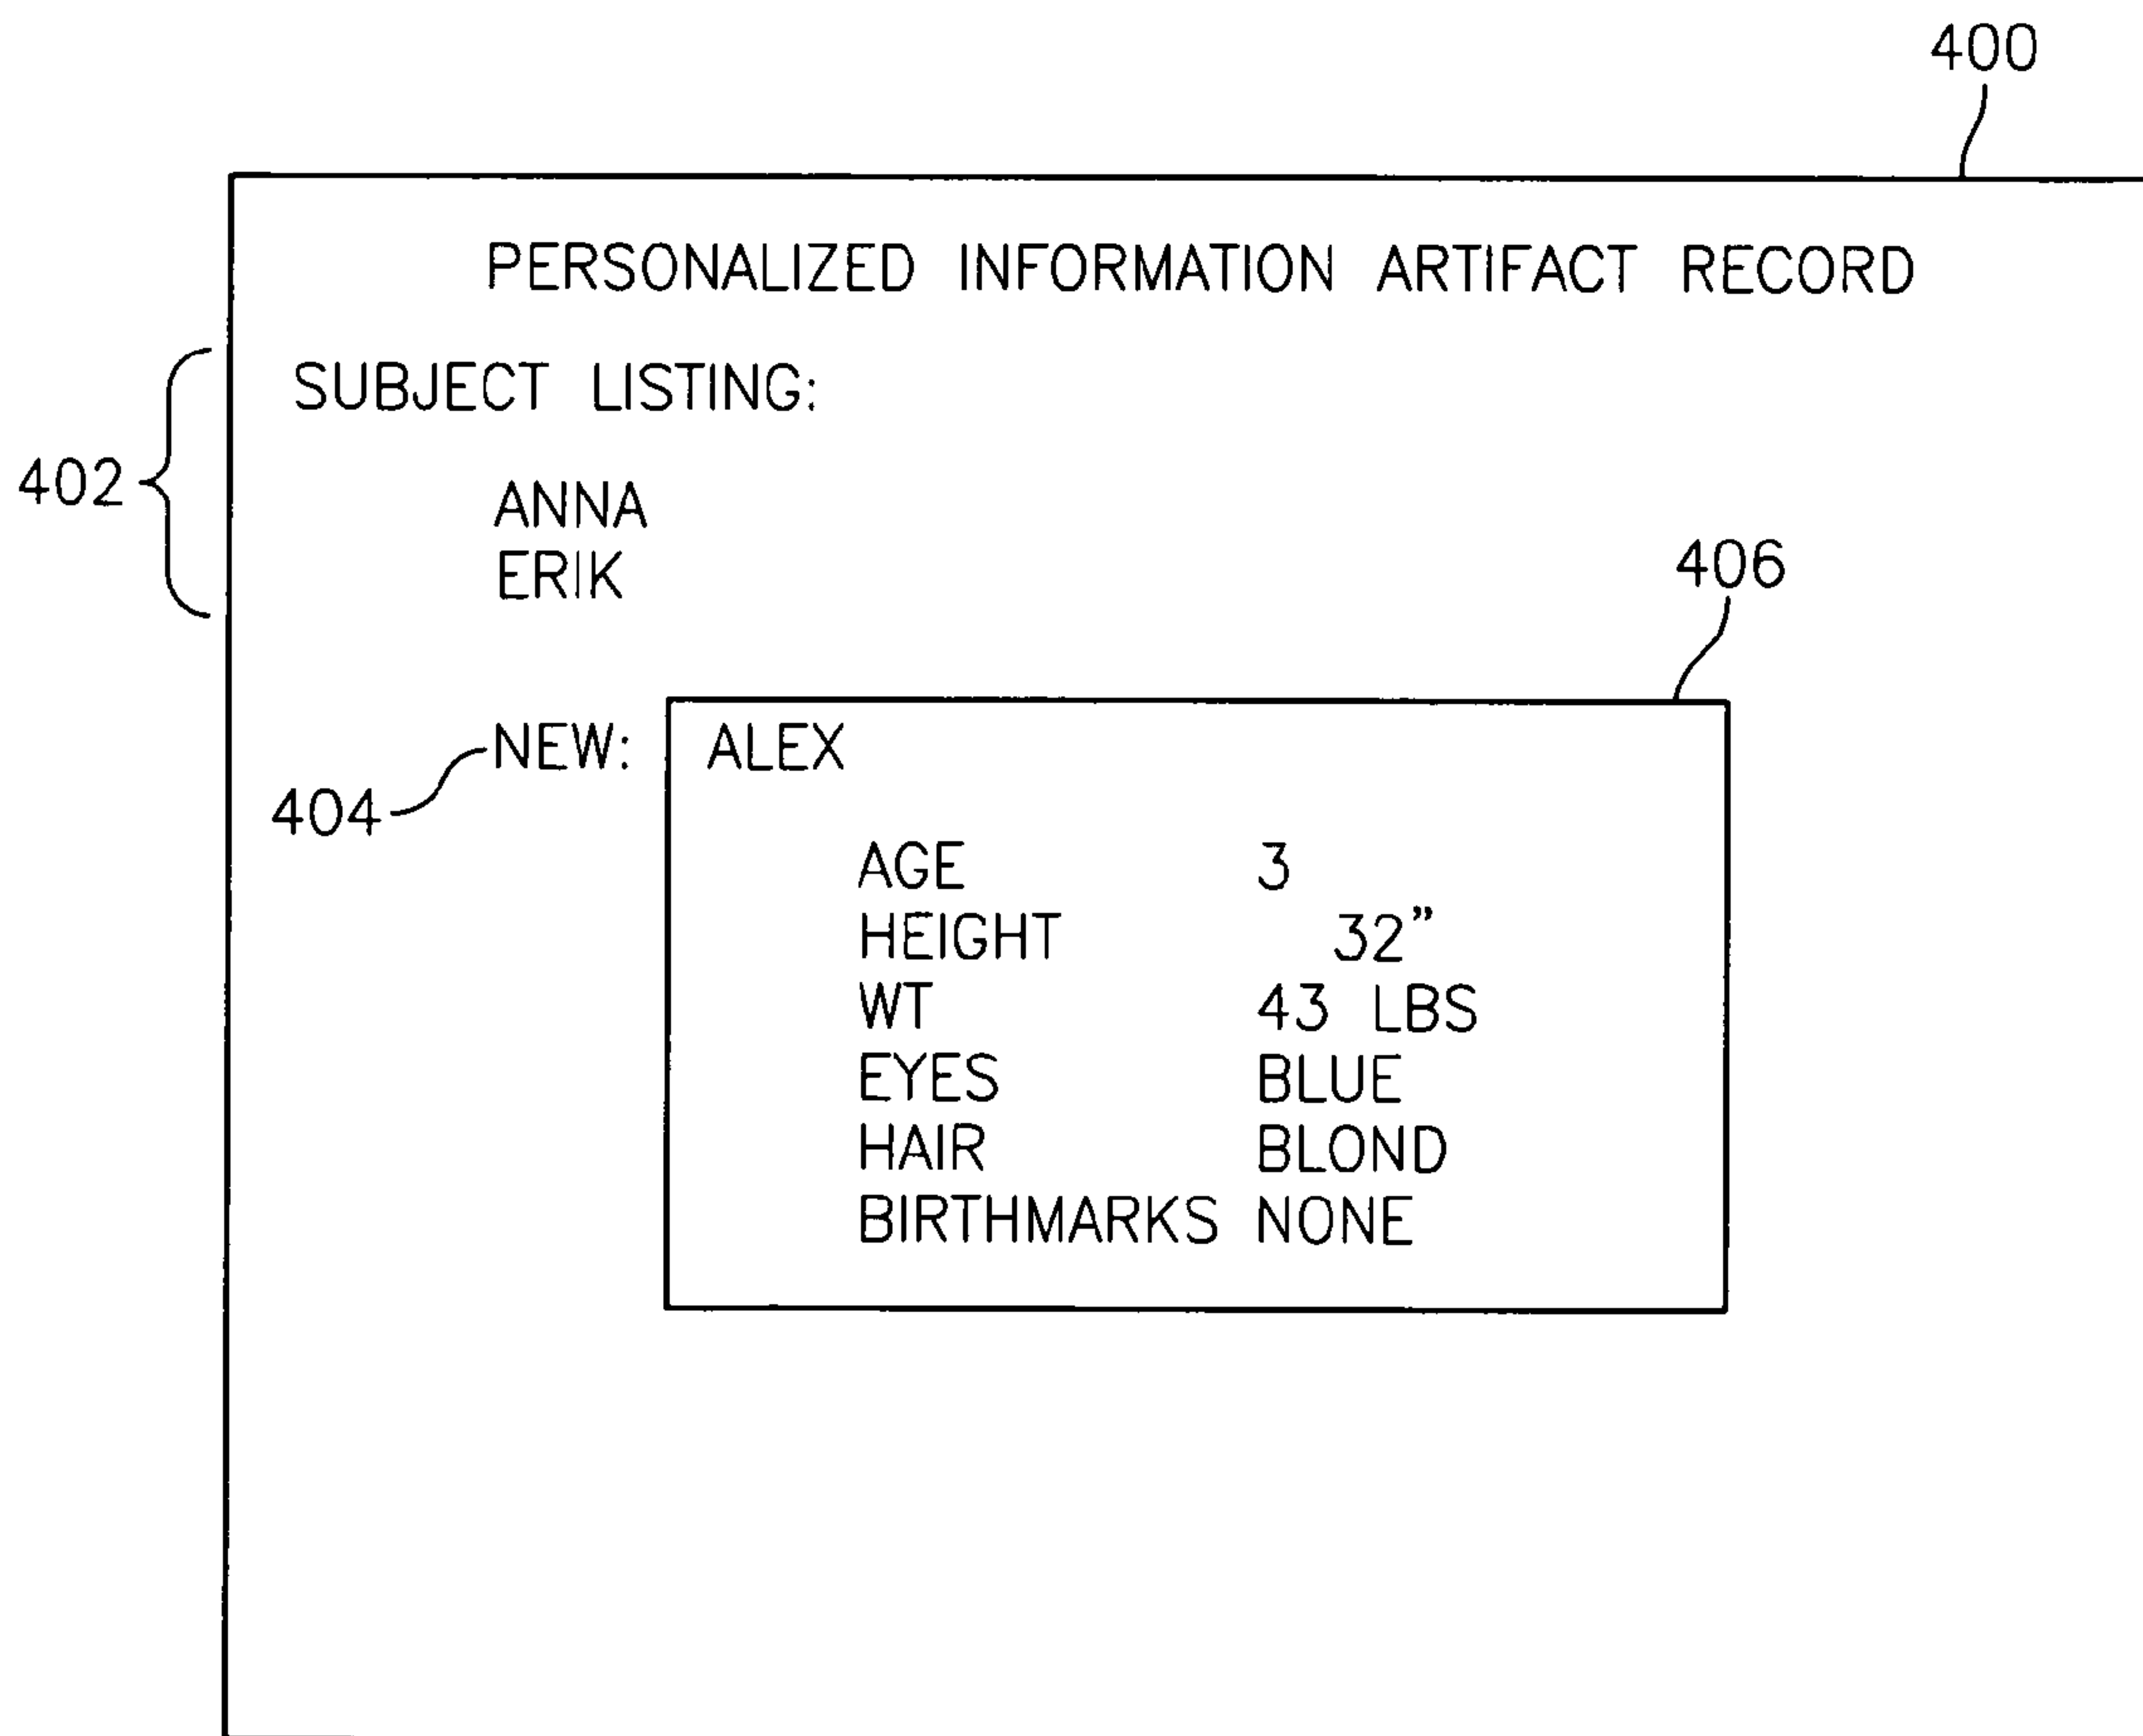 400
PERSONALIZED INFORMATION ARTIFACT RECORD
SUBJECT LISTING:
402
ANNA
ERIK
406
NEW: ALEX
404
AGE 3
HEIGHT 32”
WT 43 LBS
EYES BLUE
HAIR BLOND
BIRTHMARKS NONE